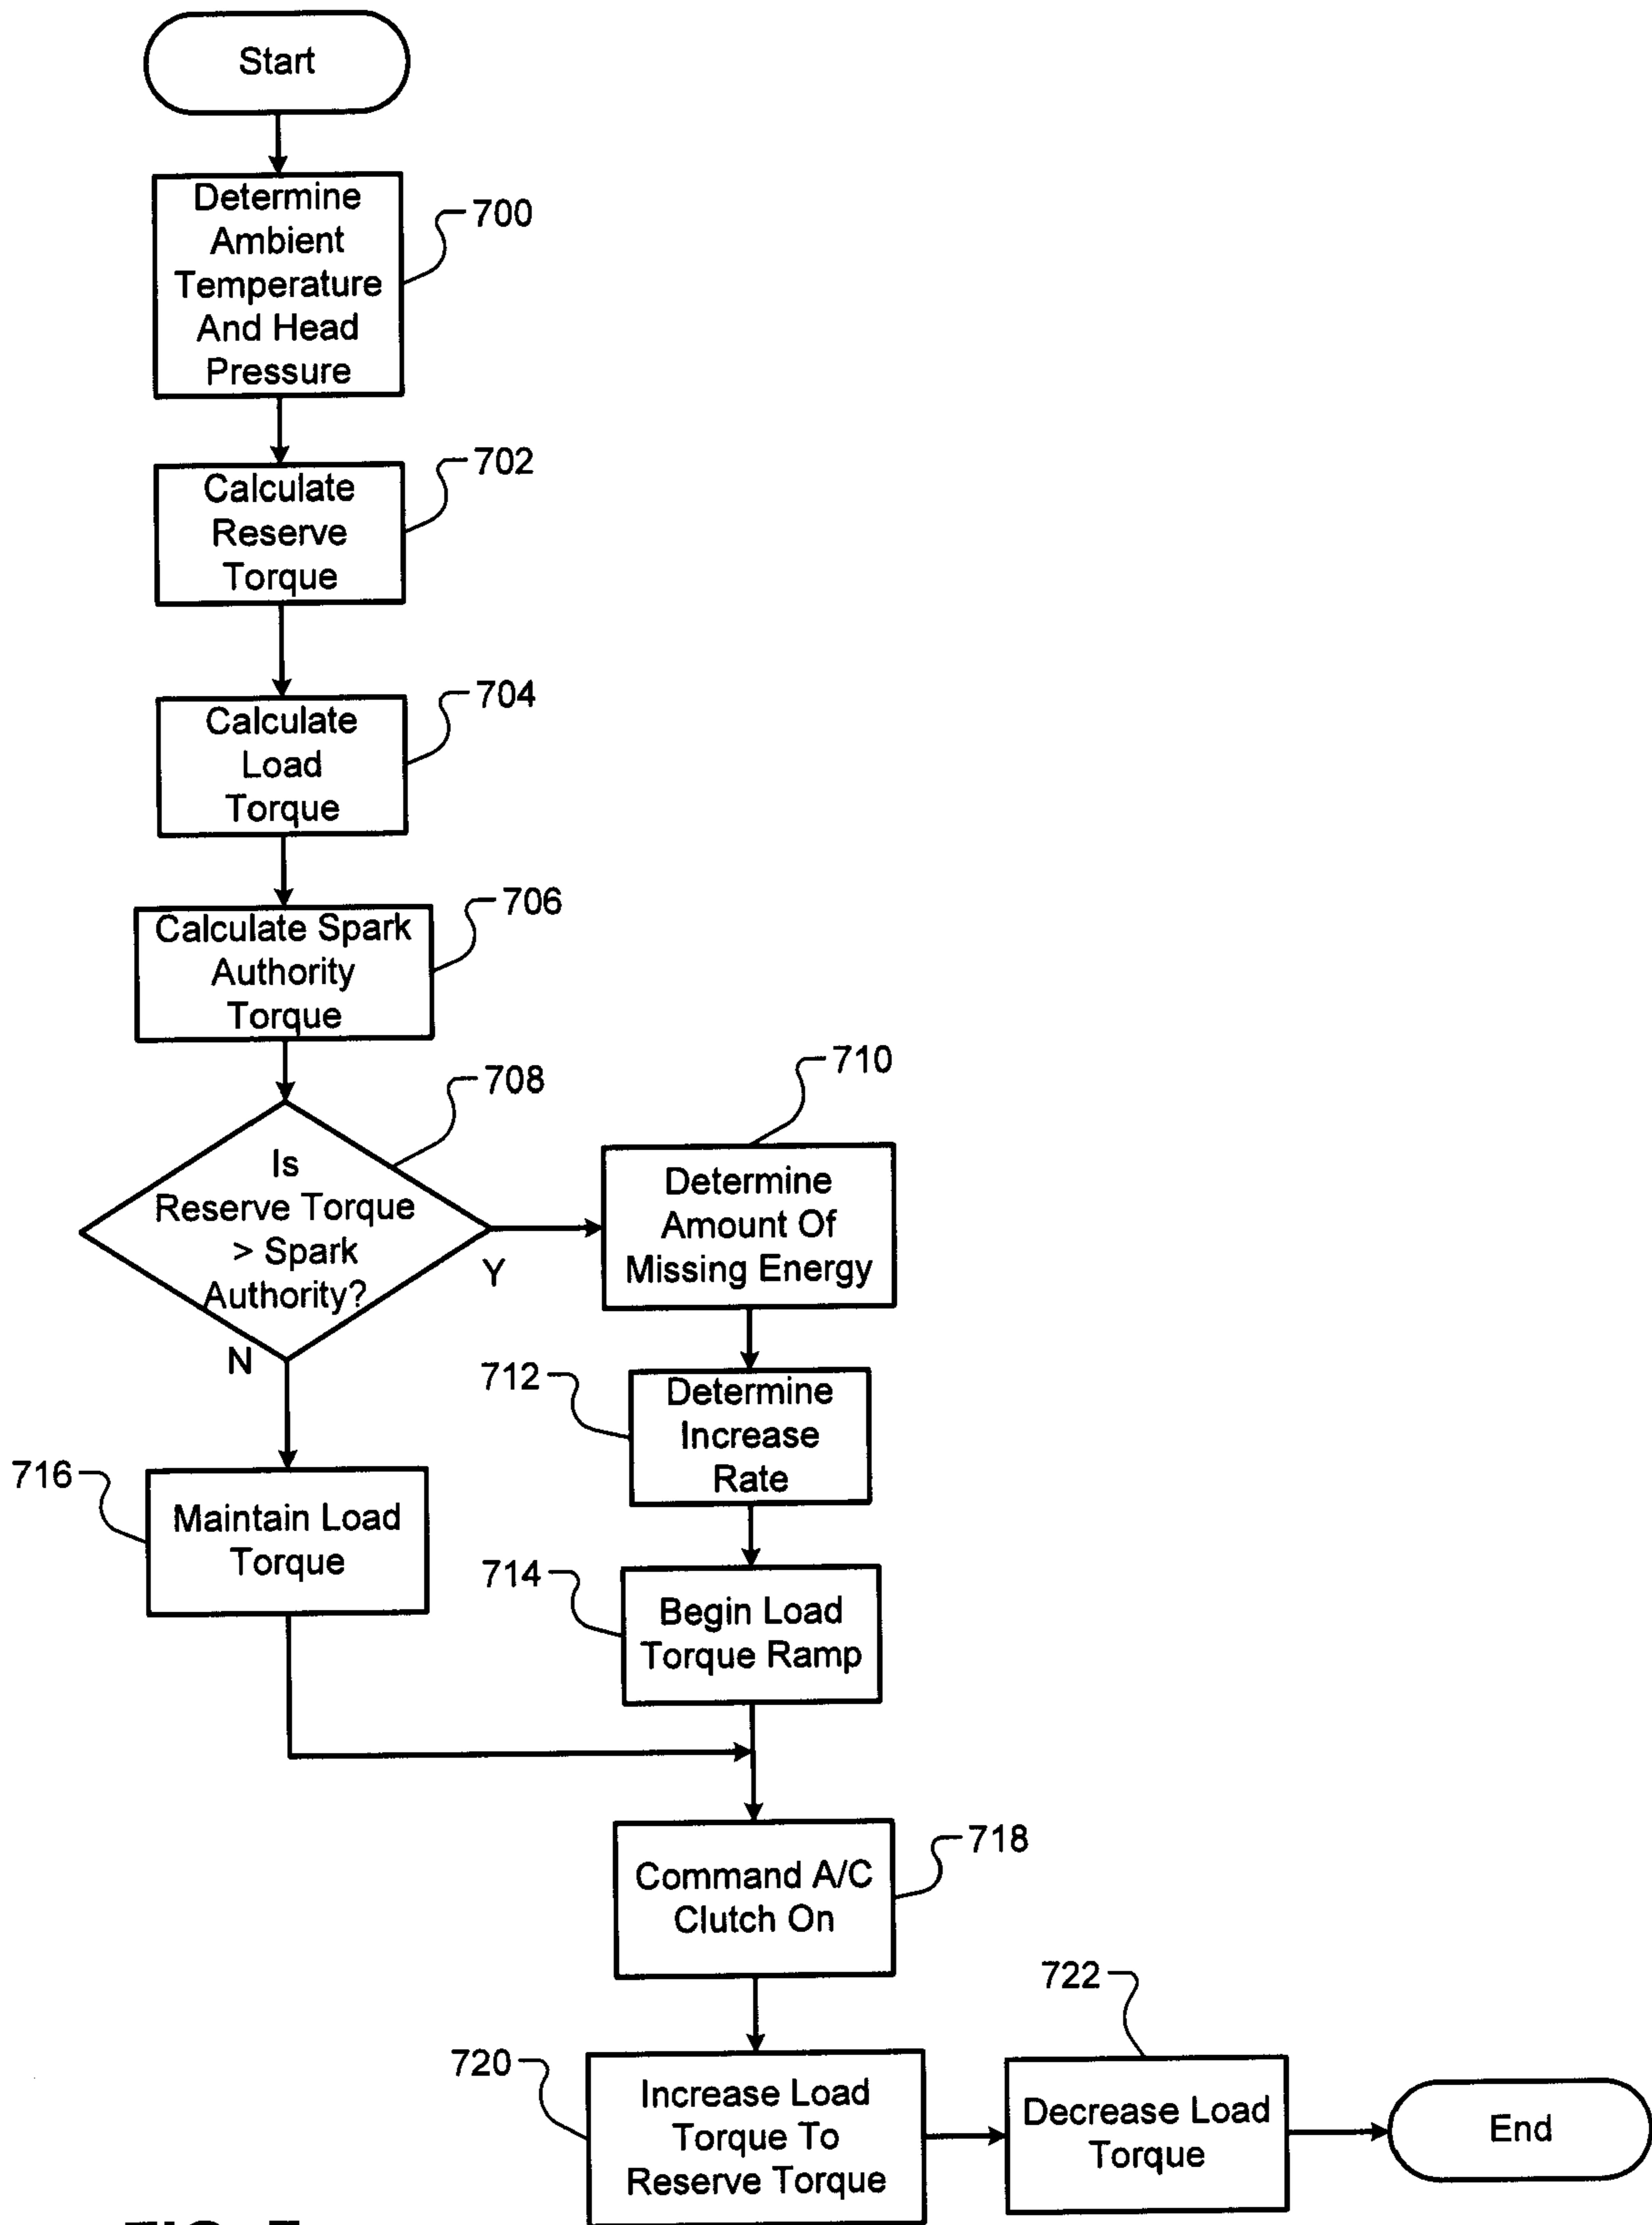 Start
Determine
Ambient
Temperature
And Head
Pressure
700
Calculate
Reserve
Torque
702
Calculate
Load
Torque
704
Calculate Spark
Authority
Torque
706
Is
Reserve Torque
> Spark
Authority?
708
Y
N
710
Determine
Amount Of
Missing Energy
712
Determine
Increase
Rate
716
Maintain Load
Torque
714
Begin Load
Torque Ramp
Command A/C
Clutch On
718
720
Increase Load
Torque To
Reserve Torque
722
Decrease Load
Torque
End